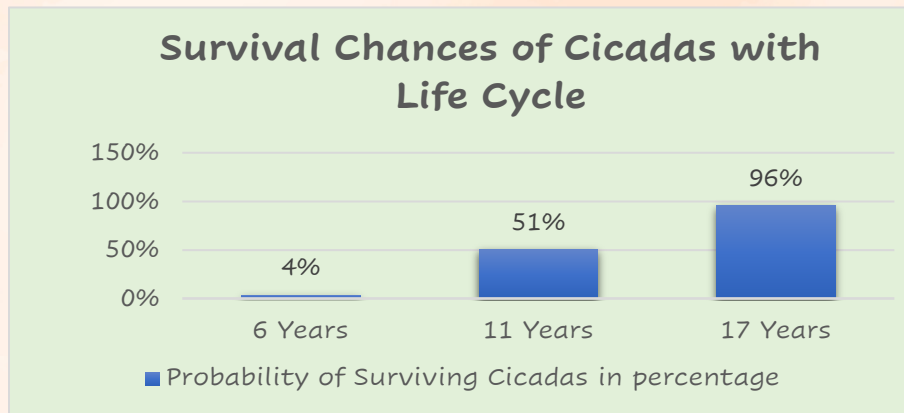 Survival Chances of Cicadas with
Life Cycle
150%
100%
50%
0%
4%
51%
96%
6 Years
11 Years
17 Years
Probability of Surviving Cicadas in percentage